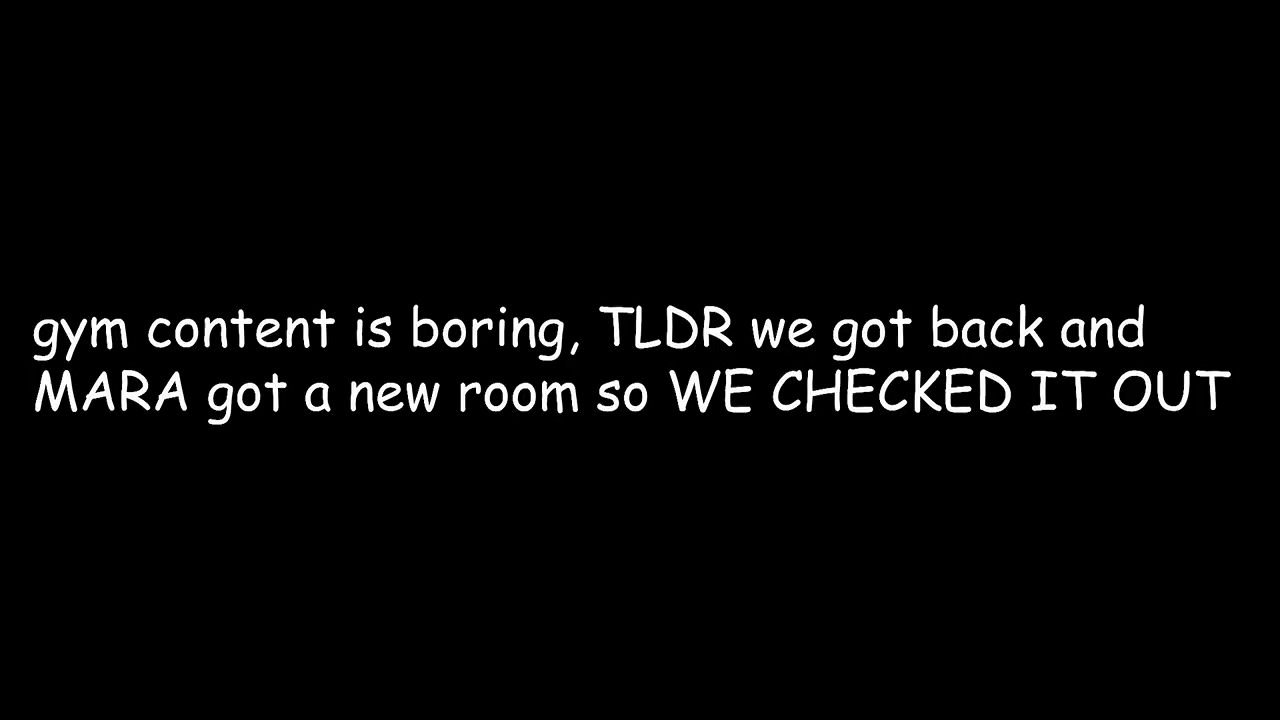 gym content is boring, TLDR we got back and
MARA got a new room so WE CHECKED IT OUT